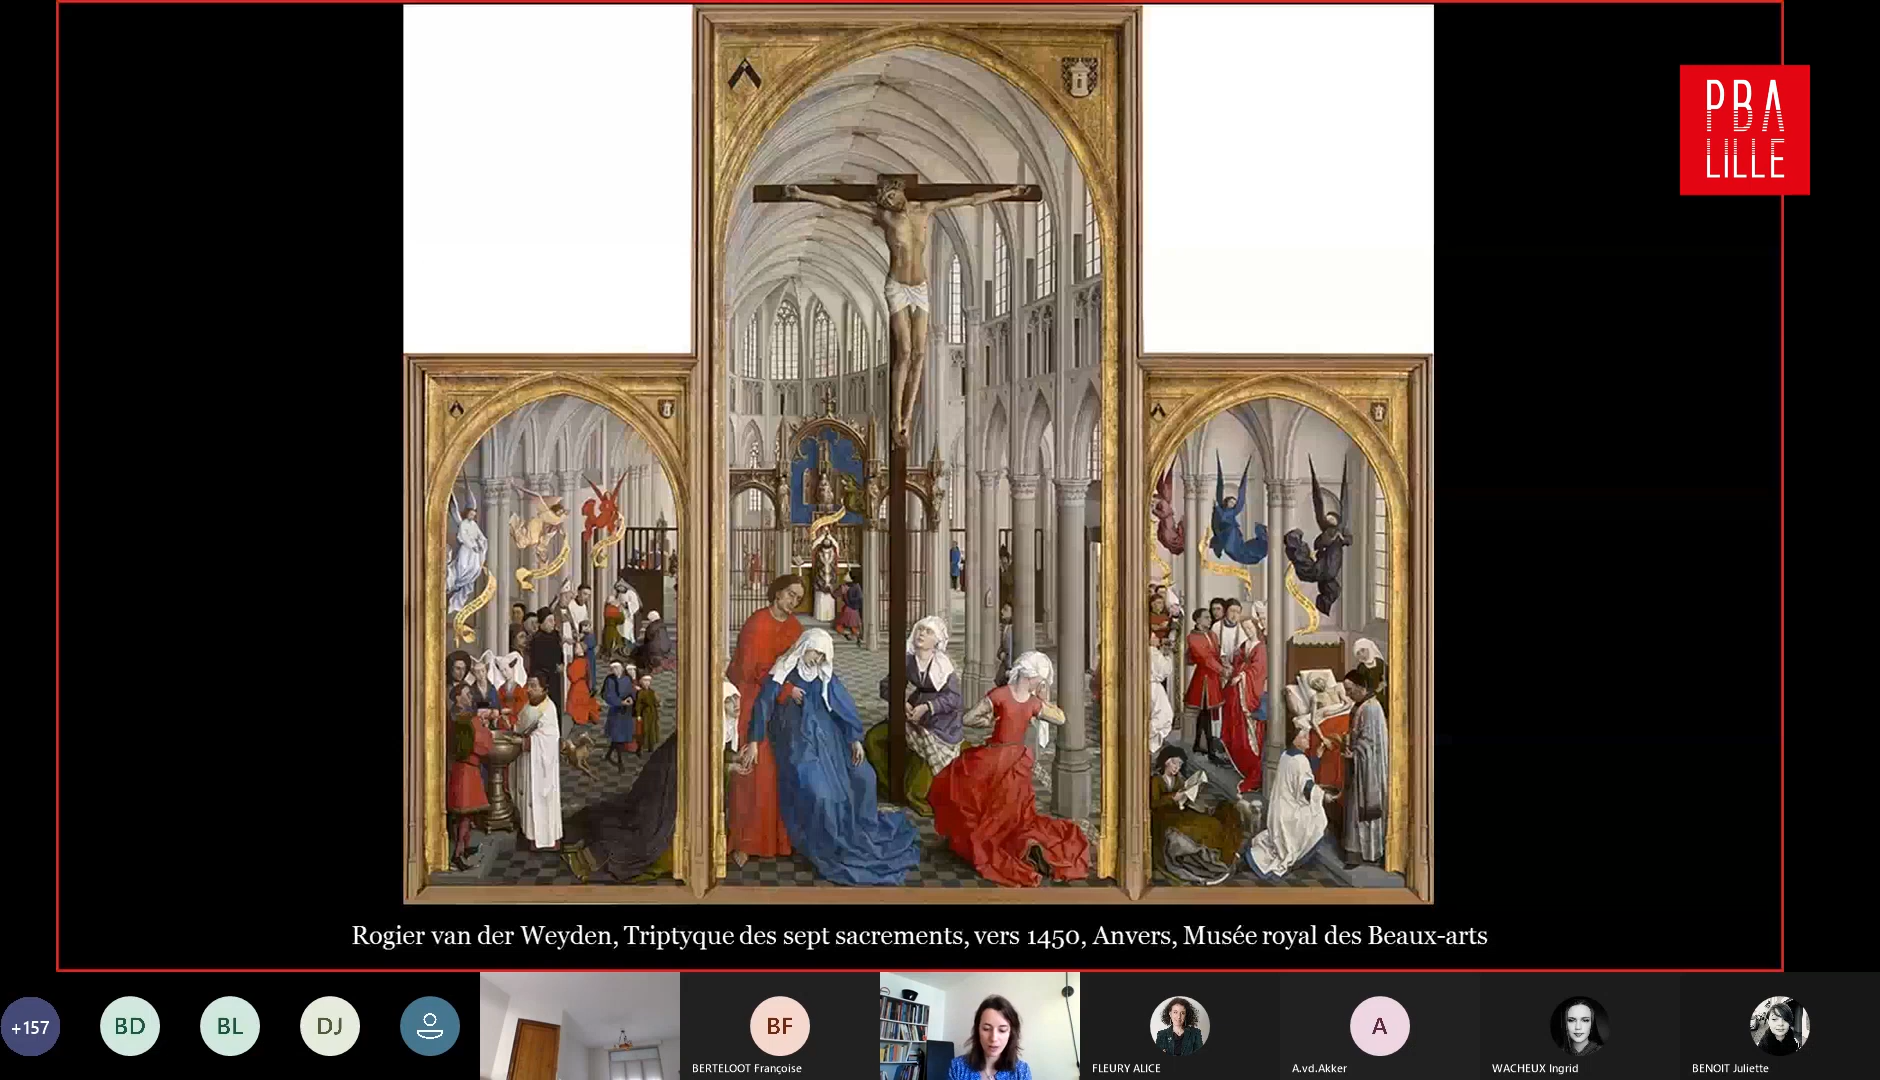 PBA
LILLE
Rogier van der Weyden, Triptyque des sept sacrements, vers 1450, Anvers, Musée royal des Beaux-arts
+157
BD
BL
DJ
BF
A
BERTELOOT Françoise
FLEURY ALICE
A.vd.Akker
WACHEUX Ingrid
BENOIT Juliette